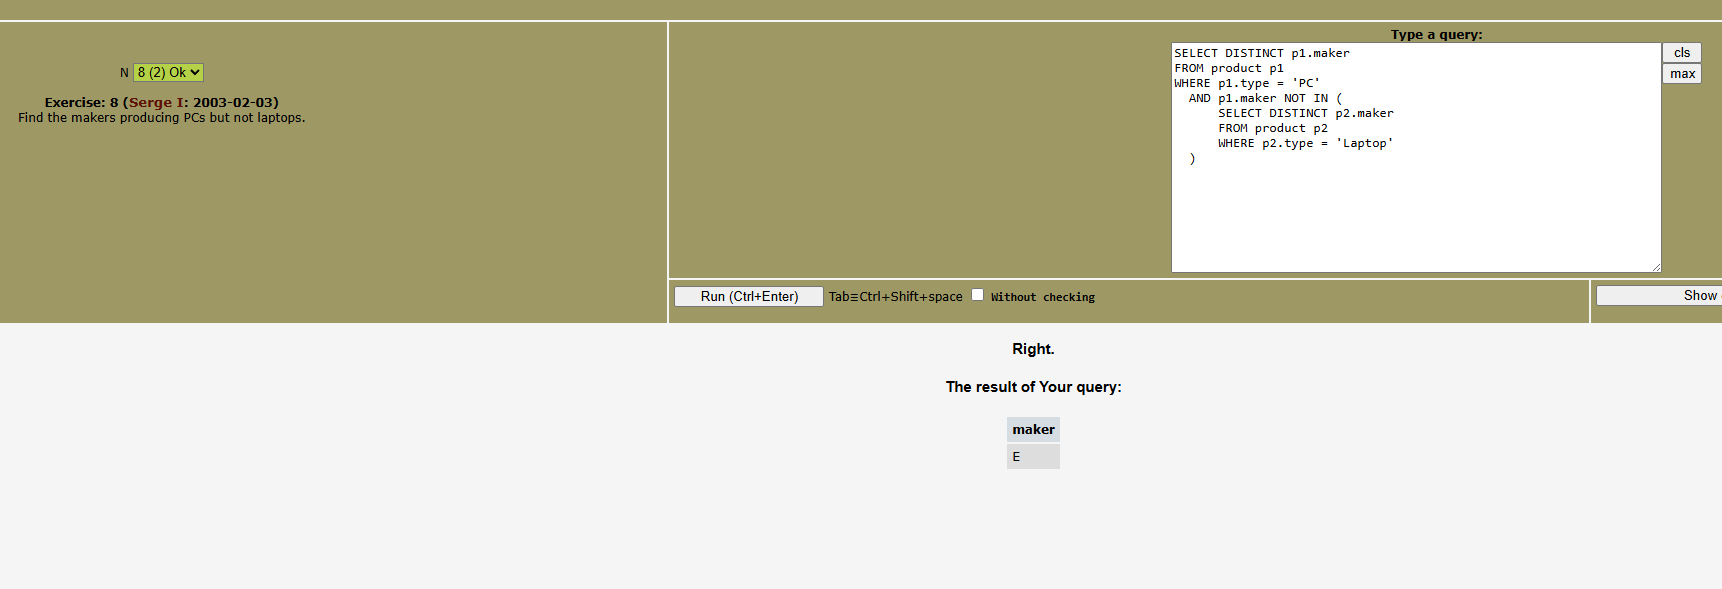 N 8 (2) Ok
Exercise: 8 (Serge I: 2003-02-03)
Find the makers producing PCs but not laptops.
Type a query:
SELECT DISTINCT p1.maker
FROM product p1
WHERE p1.type = 'PC'
  AND p1.maker NOT IN (
      SELECT DISTINCT p2.maker
      FROM product p2
      WHERE p2.type = 'Laptop'
  )
cls
max
Run (Ctrl+Enter) Tab≡Ctrl+Shift+space Without checking
Show
Right.
The result of Your query:
maker
E